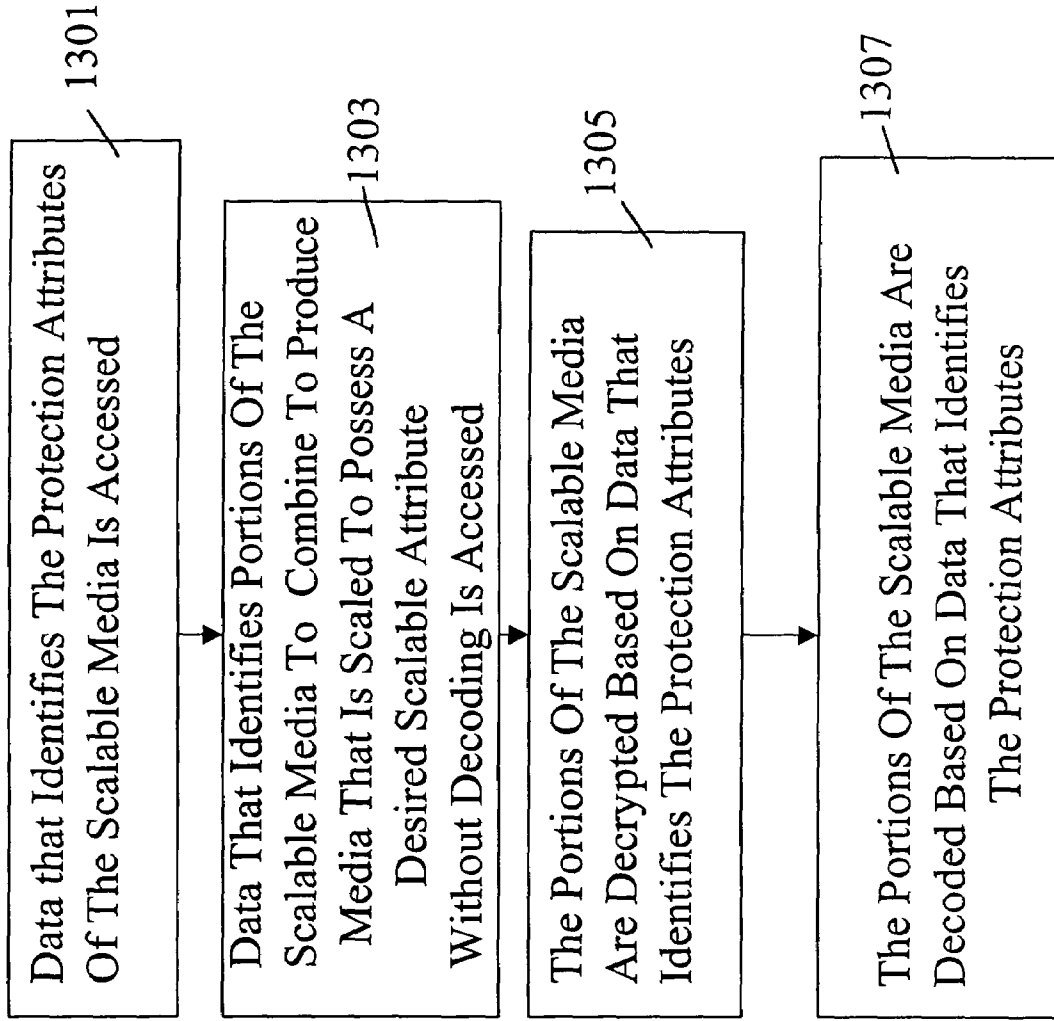 Data that Identifies The Protection Attributes
Of The Scalable Media Is Accessed
1301
Data That Identifies Portions Of The
Scalable Media To Combine To Produce
Media That Is Scaled To Possess A
Desired Scalable Attribute
Without Decoding Is Accessed
1303
The Portions Of The Scalable Media
Are Decrypted Based On Data That
Identifies The Protection Attributes
1305
The Portions Of The Scalable Media Are
Decoded Based On Data That Identifies
The Protection Attributes
1307